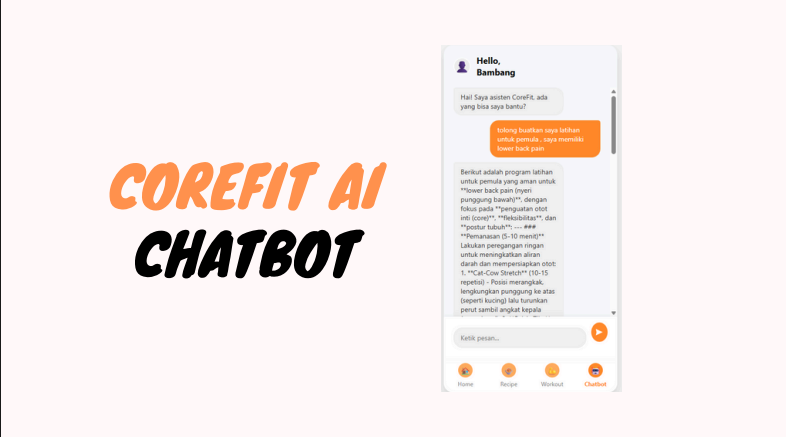 COREFIT AI
CHATBOT
Hello,
Bambang
Hai! Saya asisten CoreFit, ada
yang bisa saya bantu?
tolong buatkan saya latihan
untuk pemula , saya memiliki
lower back pain
Berikut adalah program latihan
untuk pemula yang aman untuk
**lower back pain (nyeri
punggung bawah)**, dengan
fokus pada **penguatan otot
inti (core)**, **fleksibilitas**, dan
**postur tubuh**: --- ###
**Pemanasan (5-10 menit)**
Lakukan peregangan ringan
untuk meningkatkan aliran
darah dan mempersiapkan otot:
1. **Cat-Cow Stretch** (10-15
repetisi) - Posisi merangkak,
lengkungkan punggung ke atas
(seperti kucing) lalu turunkan
perut sambil angkat kepala
Ketik pesan...
Home
Recipe
Workout
Chatbot